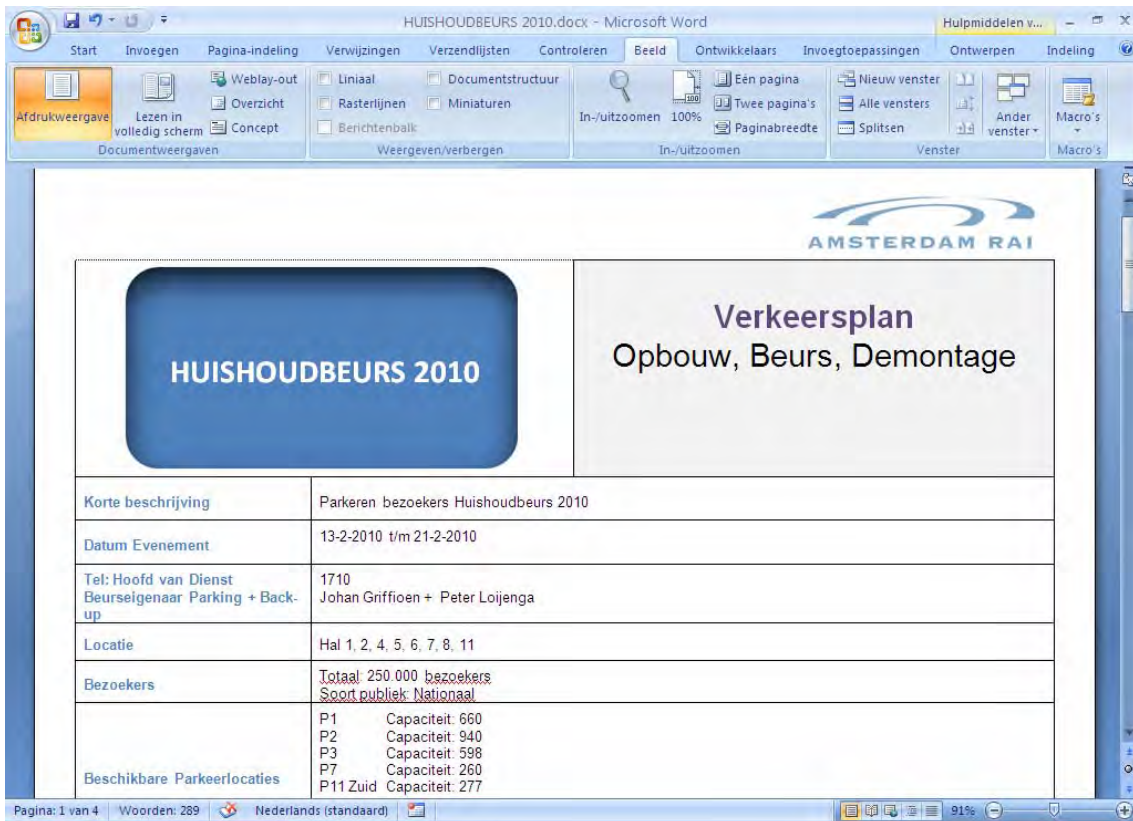 HUISHOUDBEURS 2010.docx - Microsoft Word
Hulpmiddelen v...
Start Invoegen Pagina-indeling Verwijzingen Verzendlijsten Controleren Beeld Ontwikkelaars Invoegtoepassingen Ontwerpen Indeling
Afdrukweergave
Lezen in
volledig scherm
Weblay-out
Overzicht
Concept
Documentweergaven
Liniaal
Rasterlijnen
Berichtenbalk
Documentstructuur
Miniaturen
Weergeven/verbergen
In-/uitzoomen
100%
Eén pagina
Twee pagina's
Paginabreedte
In-/uitzoomen
Nieuw venster
Alle vensters
Splitsen
Ander
venster
Venster
Macro's
Macro's
AMSTERDAM RAI
HUISHOUDBEURS 2010
Verkeersplan
Opbouw, Beurs, Demontage
Korte beschrijving
Parkeren bezoekers Huishoudbeurs 2010
Datum Evenement
13-2-2010 t/m 21-2-2010
Tel: Hoofd van Dienst
Beurseigenaar Parking + Back-
up
1710
Johan Griffioen + Peter Loijenga
Locatie
Hal 1, 2, 4, 5, 6, 7, 8, 11
Bezoekers
Totaal: 250.000 bezoekers
Soort publiek: Nationaal
Beschikbare Parkeerlocaties
P1 Capaciteit: 660
P2 Capaciteit: 940
P3 Capaciteit: 598
P7 Capaciteit: 260
P11 Zuid Capaciteit: 277
Pagina: 1 van 4 Woorden: 289 Nederlands (standaard) 91%